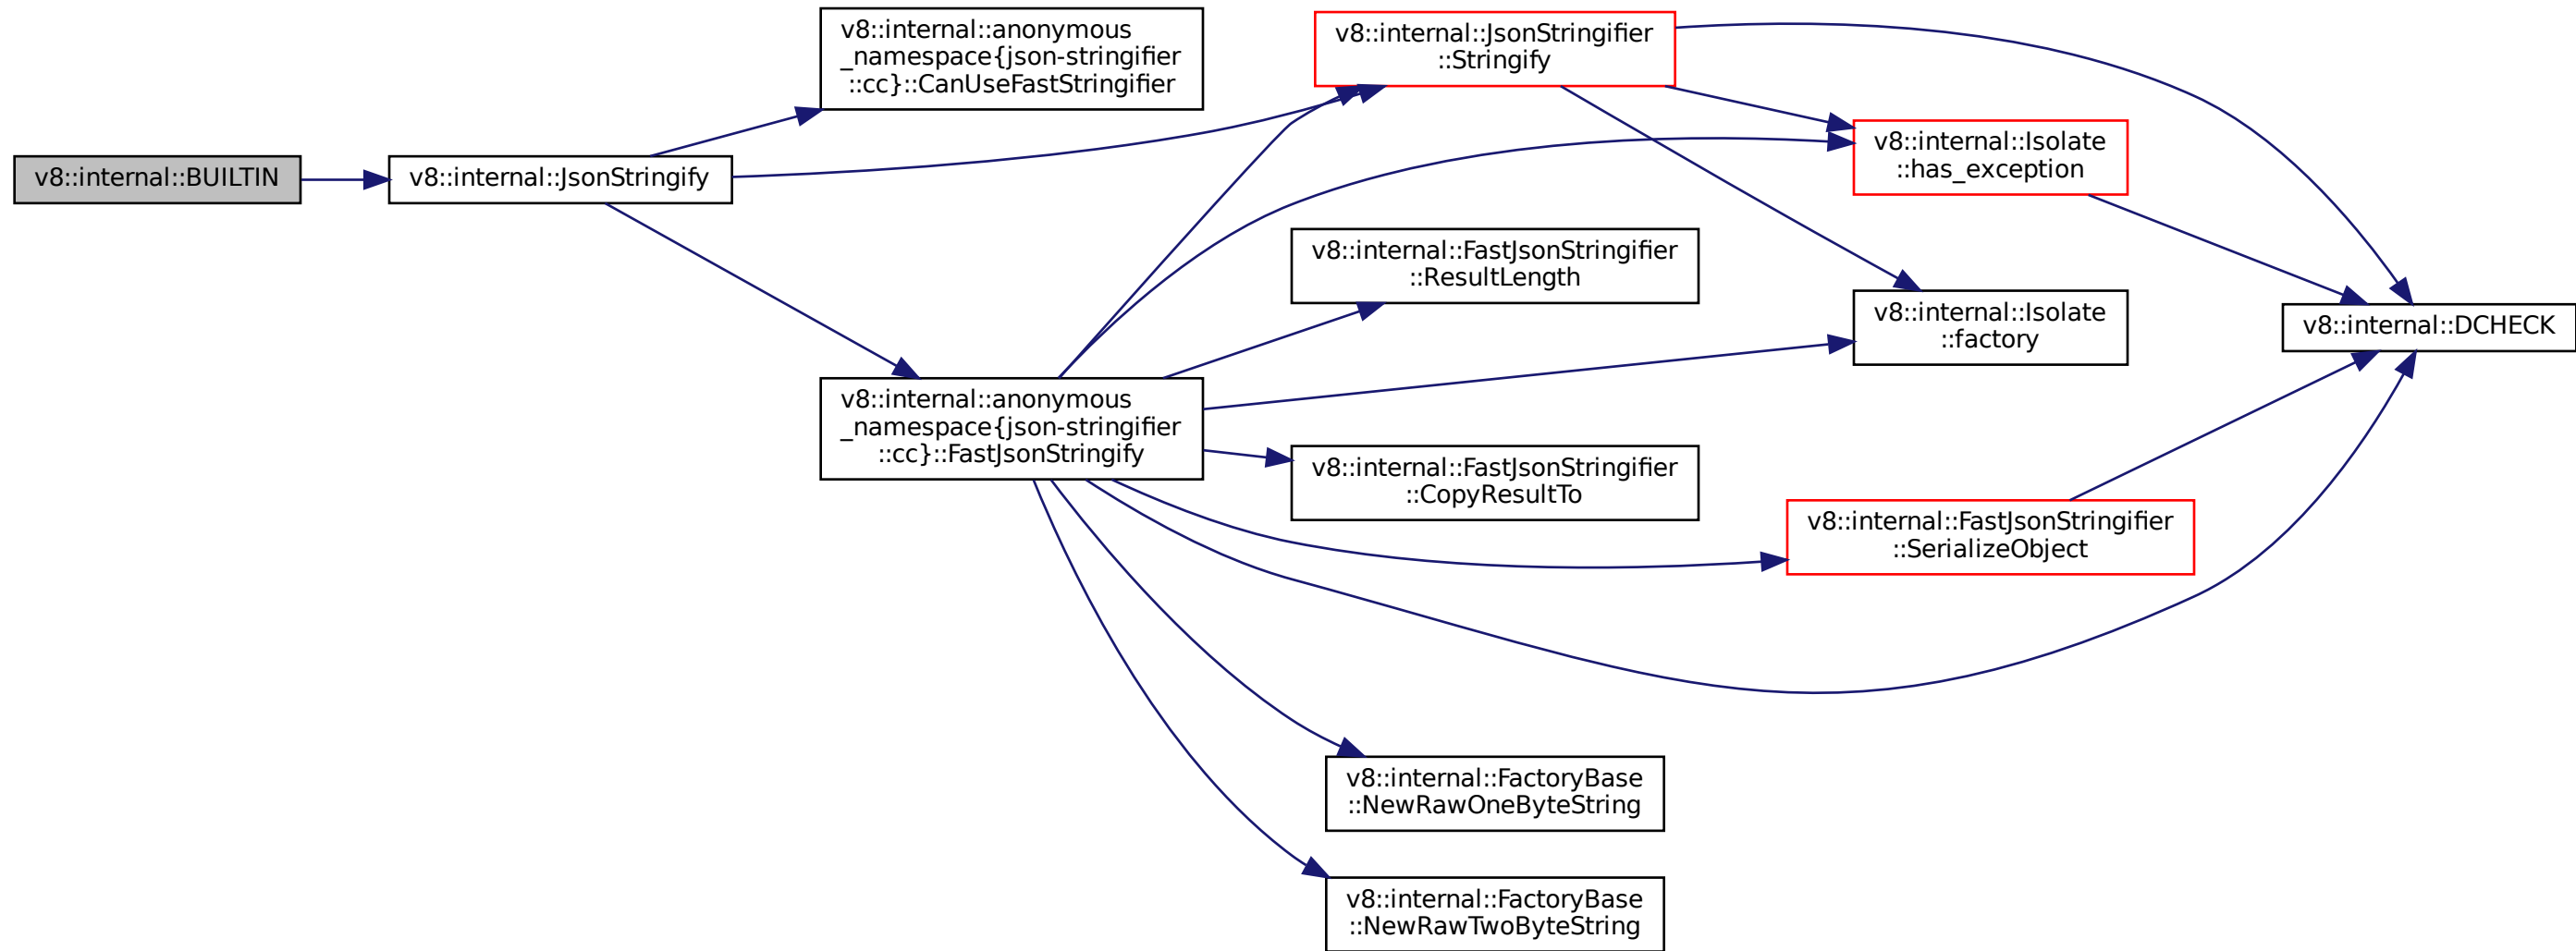 v8::internal::BUILTIN
v8::internal::JsonStringify
v8::internal::anonymous
_namespace{json-stringifier
::cc}::CanUseFastStringifier
v8::internal::anonymous
_namespace{json-stringifier
::cc}::FastJsonStringify
v8::internal::JsonStringifier
::Stringify
v8::internal::FastJsonStringifier
::ResultLength
v8::internal::FastJsonStringifier
::CopyResultTo
v8::internal::FactoryBase
::NewRawOneByteString
v8::internal::FactoryBase
::NewRawTwoByteString
v8::internal::Isolate
::has_exception
v8::internal::Isolate
::factory
v8::internal::FastJsonStringifier
::SerializeObject
v8::internal::DCHECK